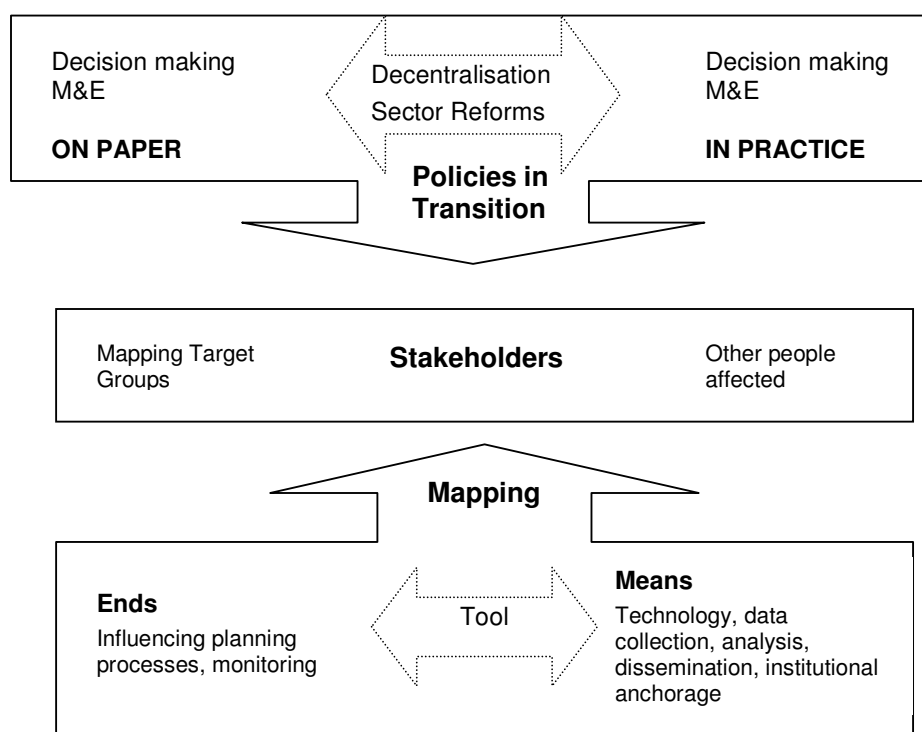 Decision making
M&E
ON PAPER
Decentralisation
Sector Reforms
Decision making
M&E
IN PRACTICE
Policies in
Transition
Mapping Target
Groups
Stakeholders
Other people
affected
Mapping
Ends
Influencing planning
processes, monitoring
Tool
Means
Technology, data
collection, analysis,
dissemination, institutional
anchorage